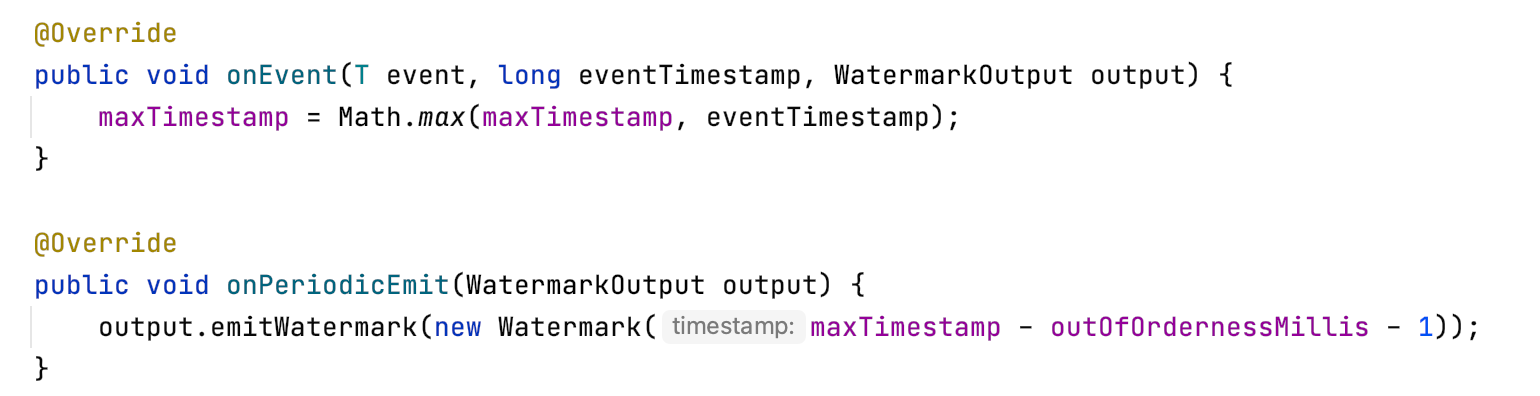 @Override
public void onEvent(T event, long eventTimestamp, WatermarkOutput output) {
    maxTimestamp = Math.max(maxTimestamp, eventTimestamp);
}

@Override
public void onPeriodicEmit(WatermarkOutput output) {
    output.emitWatermark(new Watermark( timestamp: maxTimestamp - outOfOrdernessMillis - 1));
}